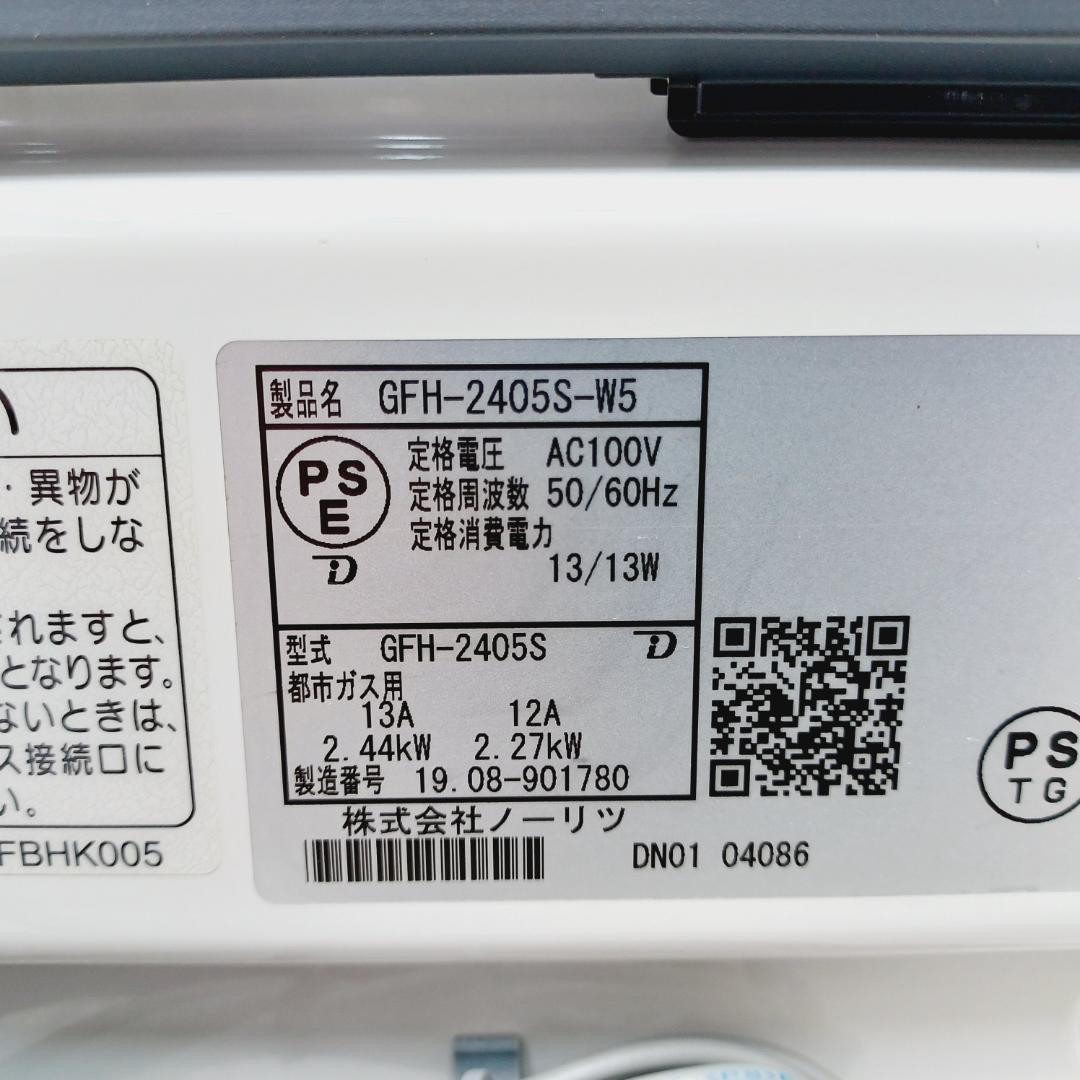 製品名 GFH-2405S-W5
PS
E
定格電圧 AC100V
定格周波数 50/60Hz
定格消費電力
13/13W
型式 GFH-2405S
都市ガス用
13A 12A
2.44kW 2.27kW
製造番号 19.08-901780
株式会社ノーリツ
DN01 04086
PS
TG
・異物が
続をしな
れますと、
となります。
ないときは、
ス接続口に
い。
FBHK005